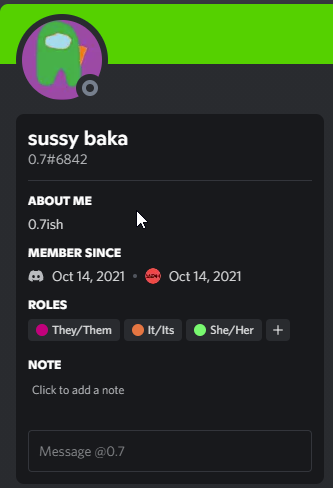 sussy baka
0.7#6842
ABOUT ME
0.7ish
MEMBER SINCE
Oct 14, 2021 • Oct 14, 2021
ROLES
They/Them It/Its She/Her +
NOTE
Click to add a note
Message @0.7